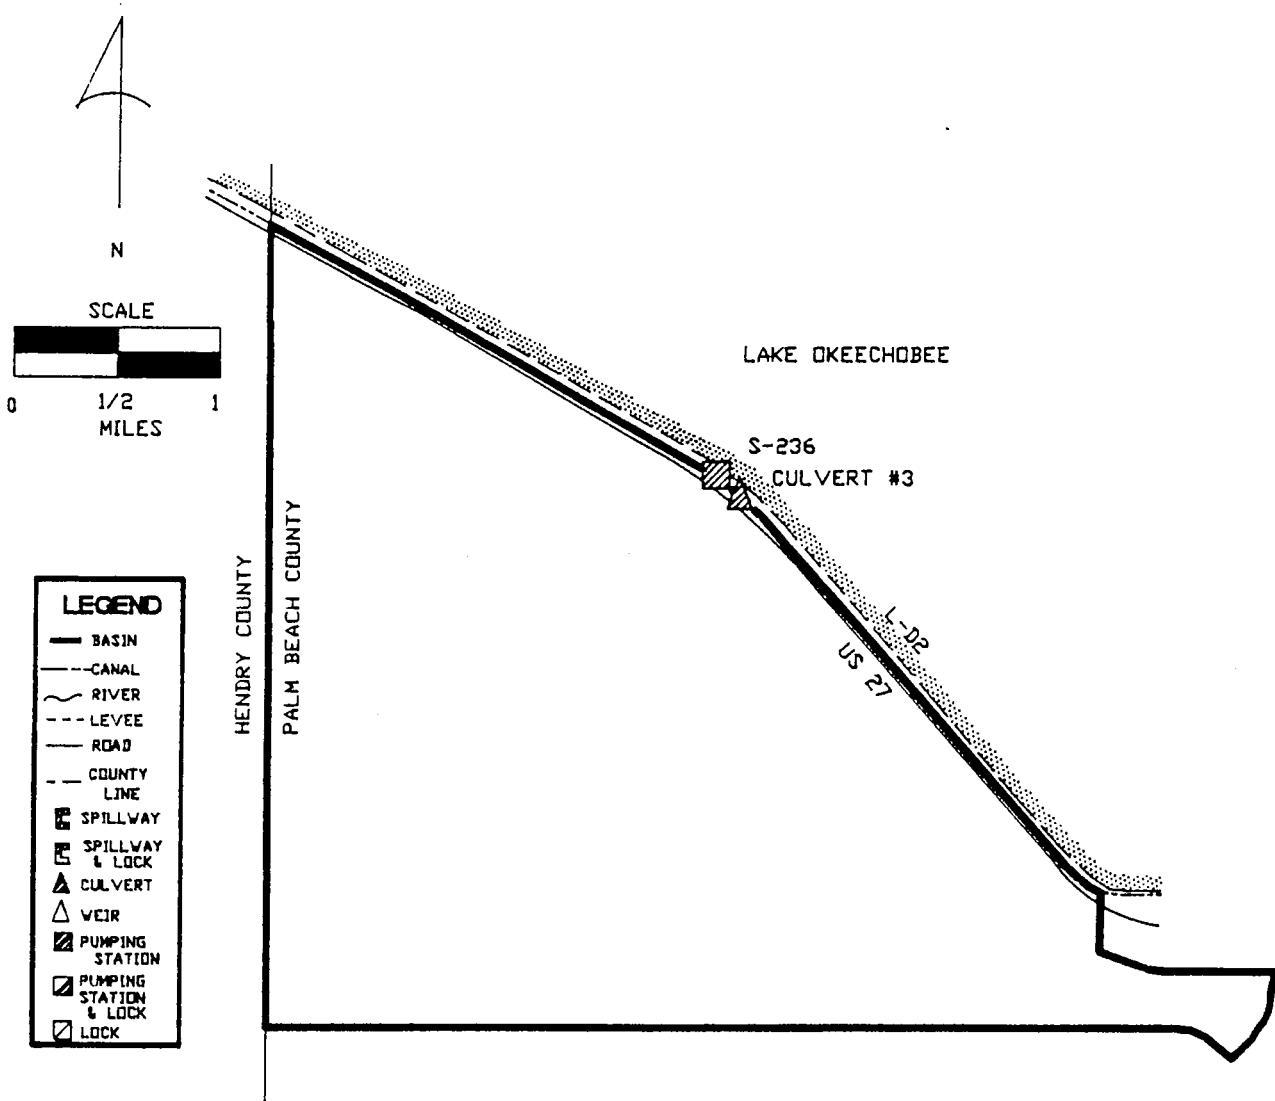 N
SCALE
0 1/2 1
MILES
LAKE OKEECHOBEE
S-236
CULVERT #3
HENDRY COUNTY
PALM BEACH COUNTY
L-D2
US 27
LEGEND
BASIN
CANAL
RIVER
LEVEE
ROAD
COUNTY
LINE
SPILLWAY
SPILLWAY
& LOCK
CULVERT
WEIR
PUMPING
STATION
PUMPING
STATION
& LOCK
LOCK